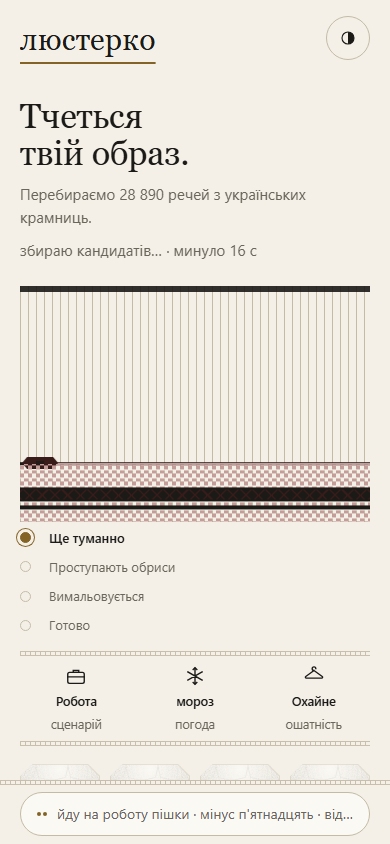 люстерко
Тчеться
твій образ.
Перебираємо 28 890 речей з українських
крамниць.
збираю кандидатів... · минуло 16 с
Ще туманно
Проступають обриси
Вимальовується
Готово
Робота
мороз
Охайне
сценарій
погода
ошатність
йду на роботу пішки · мінус п'ятнадцять · від...